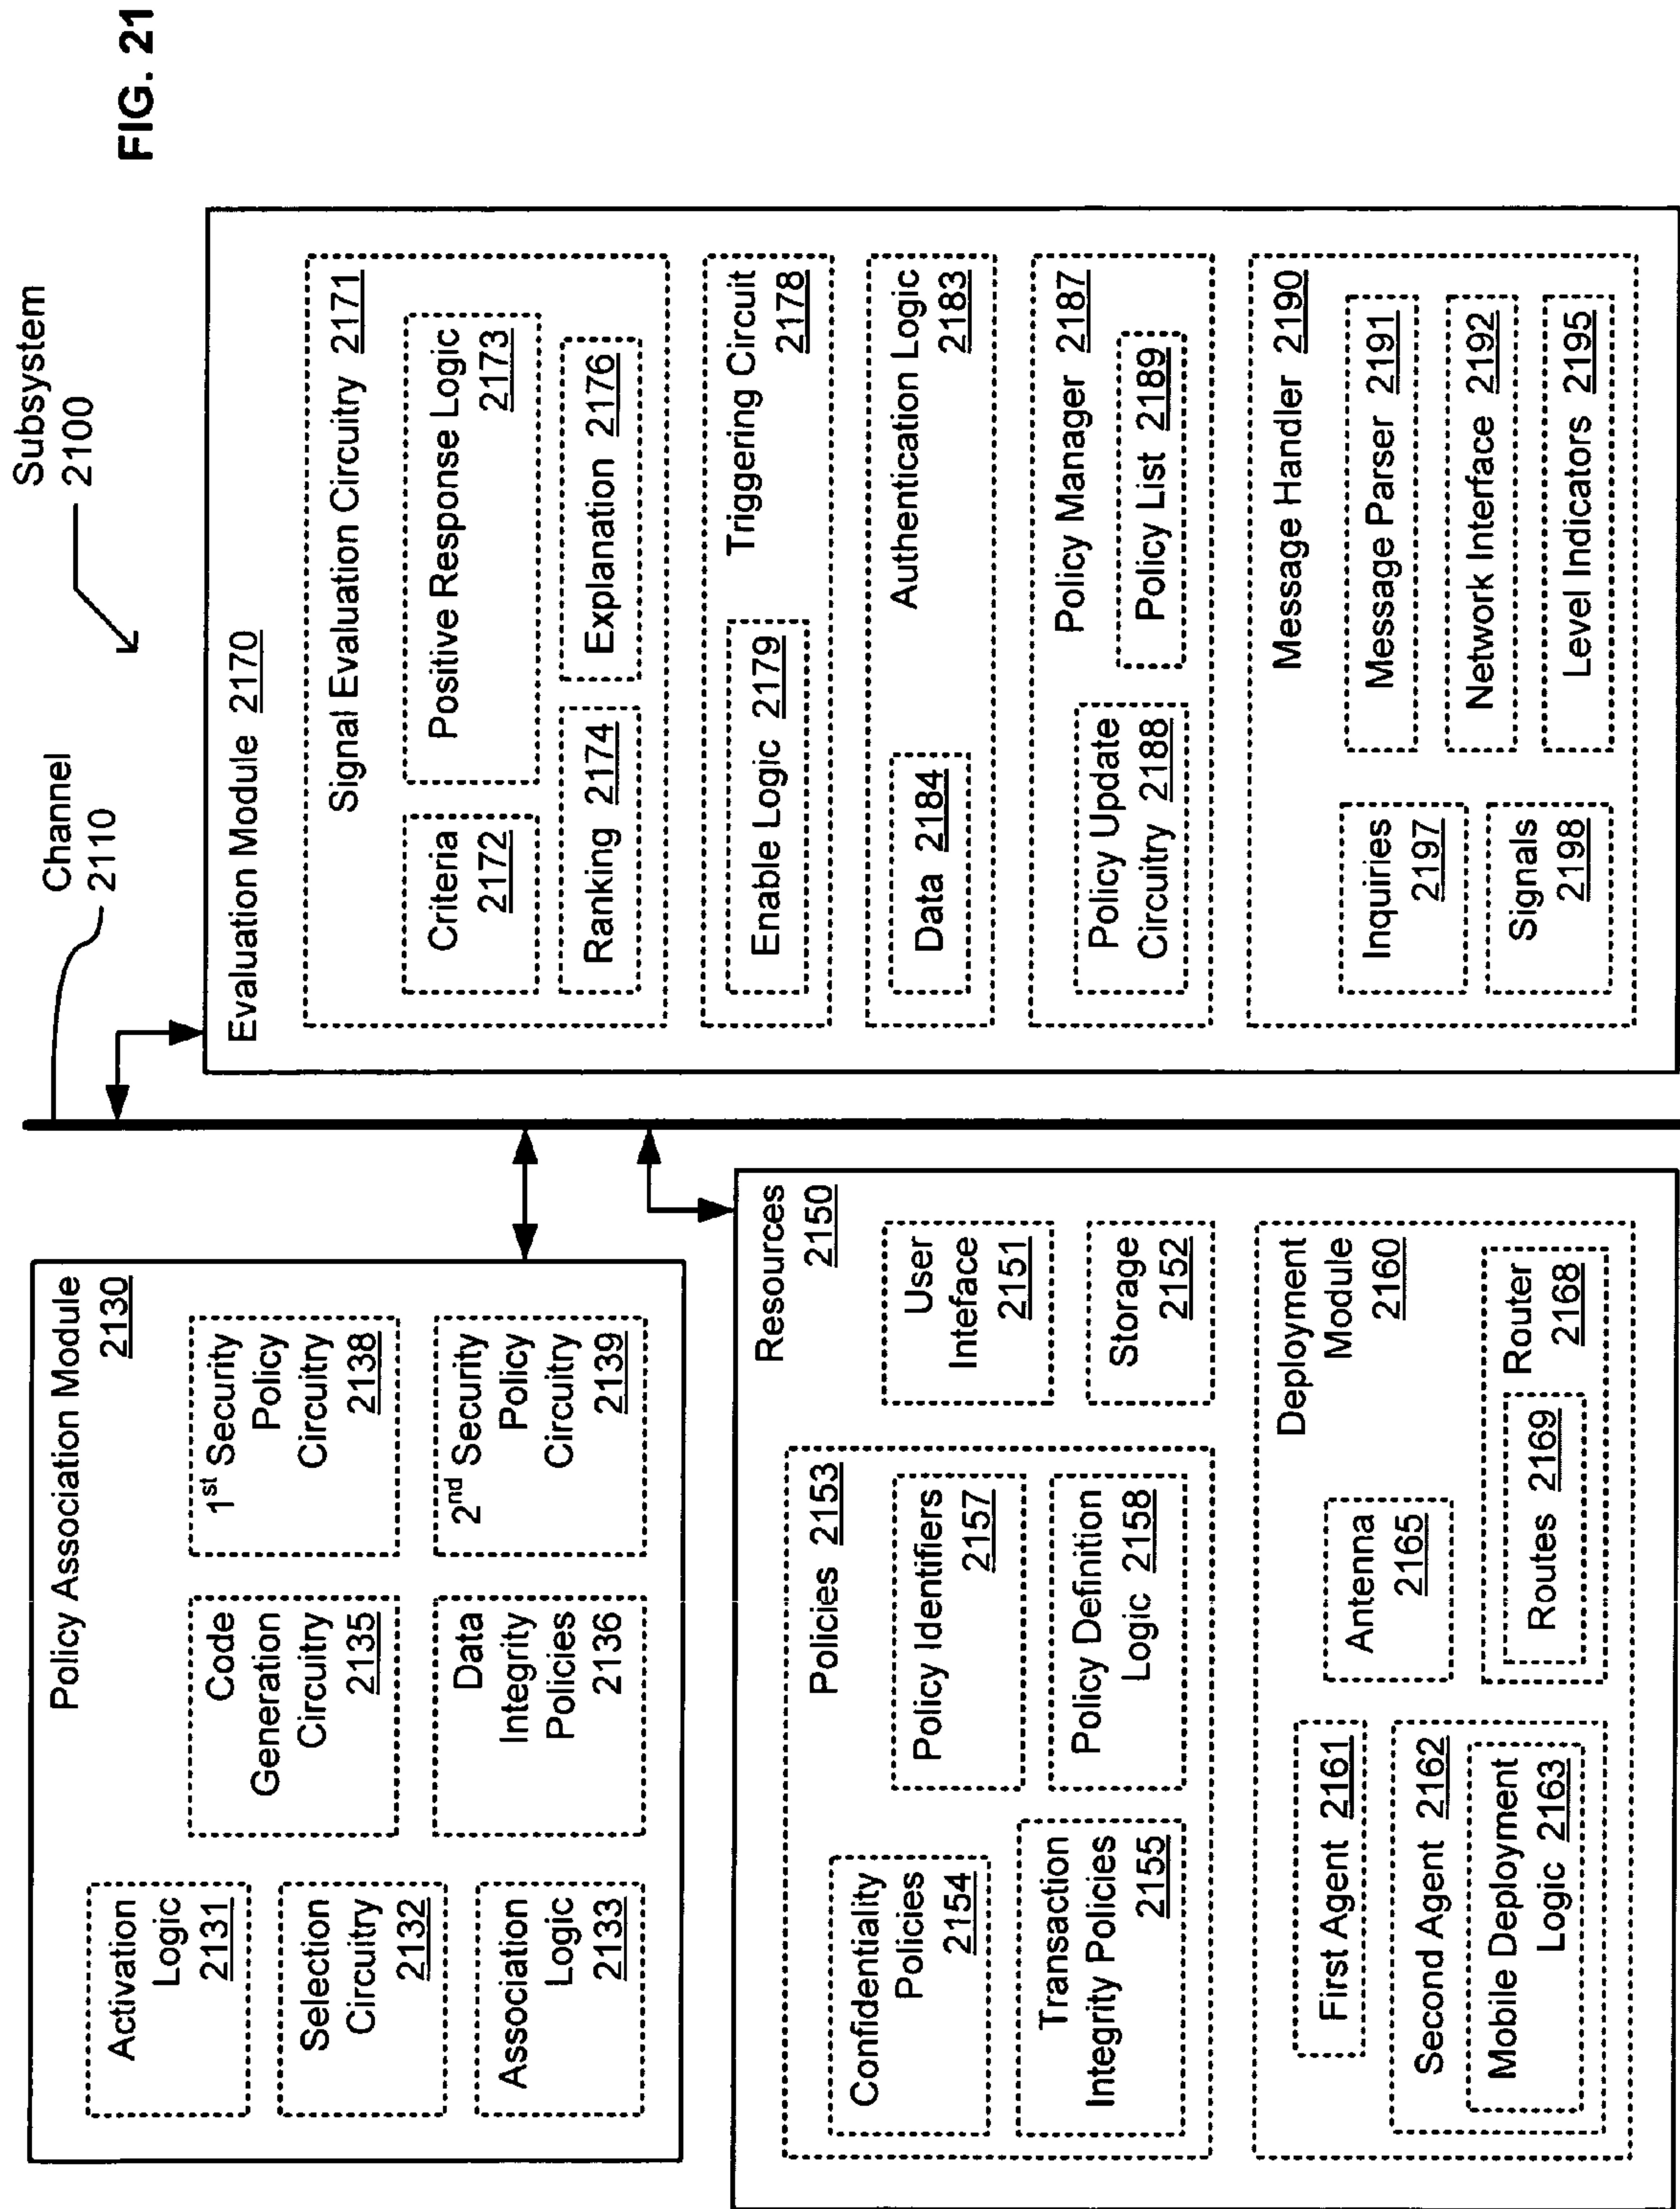 FIG. 21
Subsystem
2100
Channel
2110
Policy Association Module
2130
Activation
Logic
2131
Selection
Circuitry
2132
Association
Logic
2133
Code
Generation
Circuitry
2135
Data
Integrity
Policies
2136
1st Security
Policy
Circuitry
2138
2nd Security
Policy
Circuitry
2139
Resources
2150
User
Inteface
2151
Storage
2152
Policies 2153
Confidentiality
Policies
2154
Transaction
Integrity Policies
2155
Policy Identifiers
2157
Policy Definition
Logic 2158
Deployment
Module
2160
First Agent 2161
Second Agent 2162
Mobile Deployment
Logic 2163
Antenna
2165
Router
2168
Routes 2169
Evaluation Module 2170
Signal Evaluation Circuitry 2171
Criteria
2172
Positive Response Logic
2173
Ranking 2174
Explanation 2176
Triggering Circuit
2178
Enable Logic 2179
Authentication Logic
2183
Data 2184
Policy Manager 2187
Policy Update
Circuitry 2188
Policy List 2189
Message Handler 2190
Message Parser 2191
Network Interface 2192
Level Indicators 2195
Inquiries
2197
Signals
2198